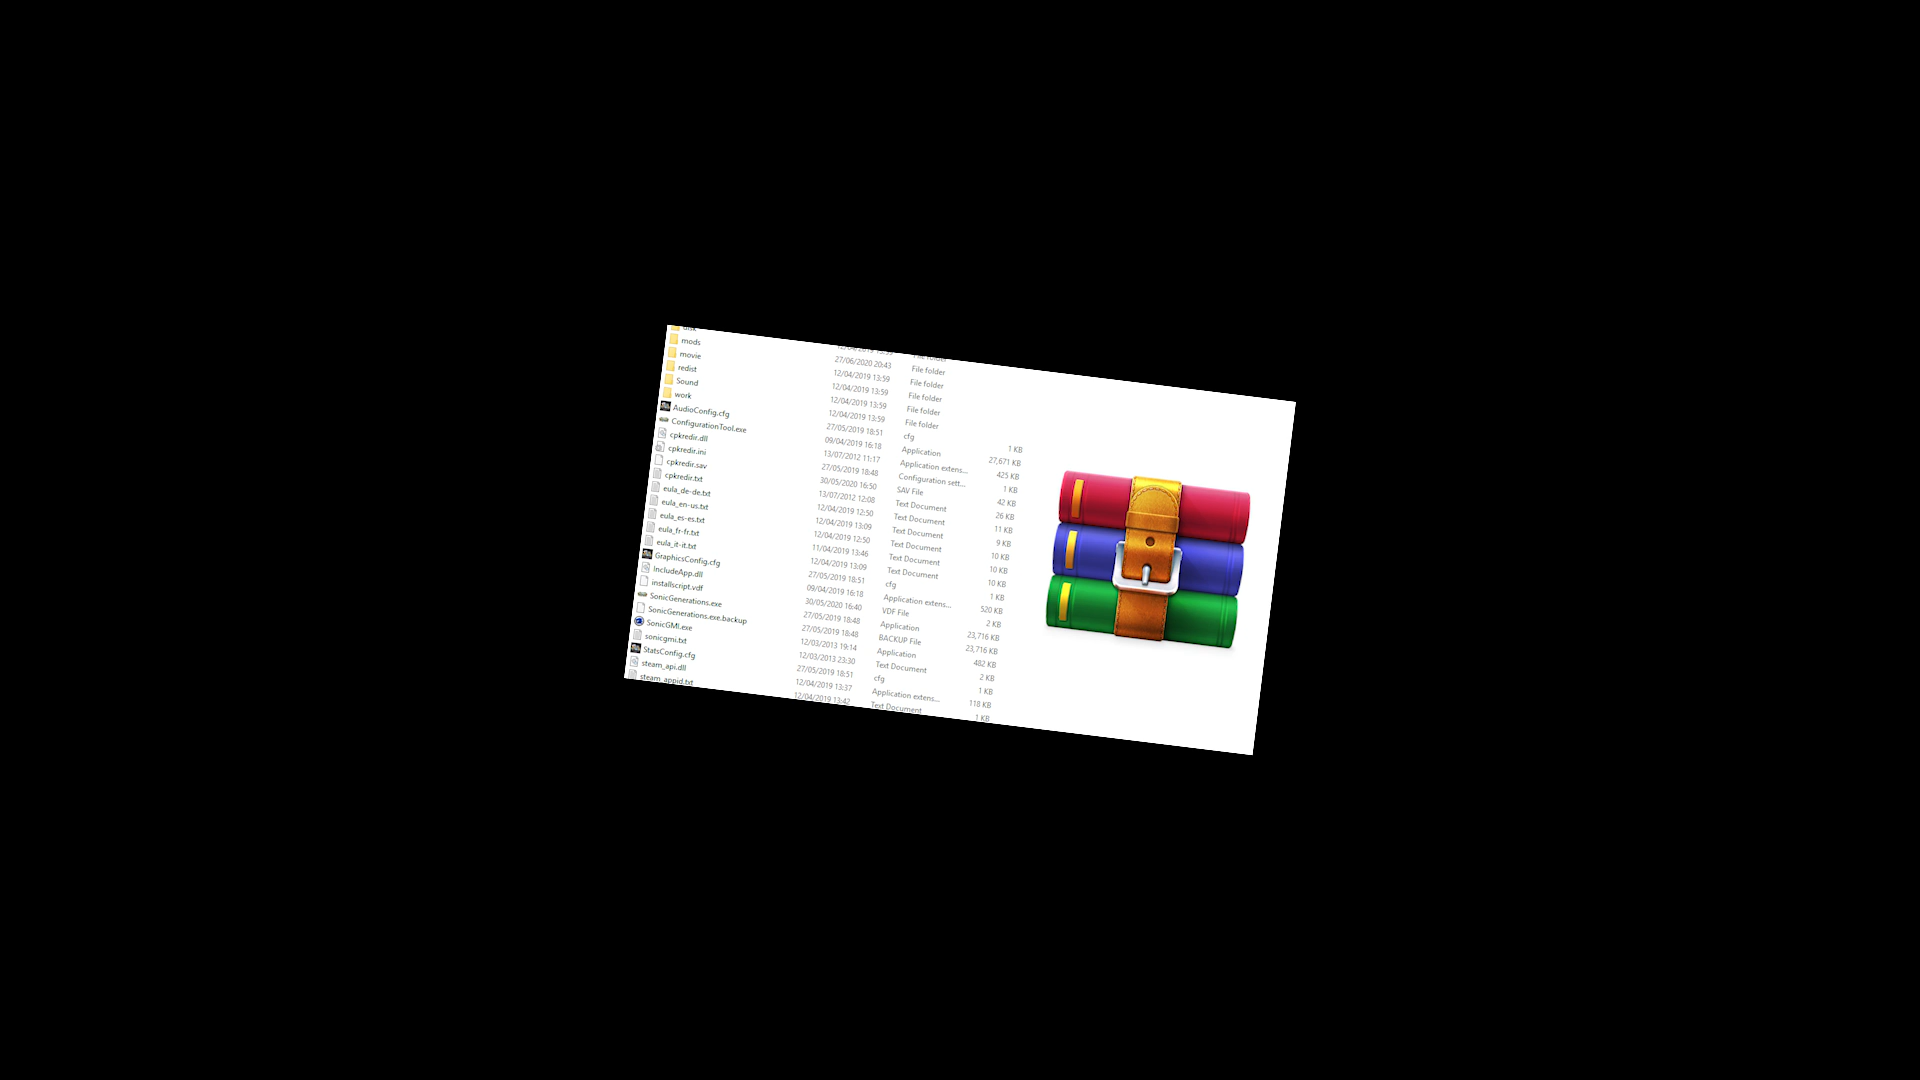 File folder
mods 27/06/2020 20:43 File folder
movie 12/04/2019 13:59 File folder
redist 12/04/2019 13:59 File folder
Sound 12/04/2019 13:59 File folder
work 12/04/2019 13:59 File folder
AudioConfig.cfg 27/05/2019 18:51 cfg 1 KB
ConfigurationTool.exe 09/04/2019 16:18 Application 27,671 KB
cpkredir.dll 13/07/2012 11:17 Application extens... 425 KB
cpkredir.ini 27/05/2019 18:48 Configuration sett... 1 KB
cpkredir.sav 30/05/2020 16:50 SAV File 42 KB
cpkredir.txt 13/07/2012 12:08 Text Document 26 KB
eula_de-de.txt 12/04/2019 12:50 Text Document 11 KB
eula_en-us.txt 12/04/2019 13:09 Text Document 9 KB
eula_es-es.txt 12/04/2019 12:50 Text Document 10 KB
eula_fr-fr.txt 11/04/2019 13:46 Text Document 10 KB
eula_it-it.txt 12/04/2019 13:09 Text Document 10 KB
GraphicsConfig.cfg 27/05/2019 18:51 cfg 1 KB
IncludeApp.dll 09/04/2019 16:18 Application extens... 520 KB
installscript.vdf 30/05/2020 16:40 VDF File 2 KB
SonicGenerations.exe 27/05/2019 18:48 Application 23,716 KB
SonicGenerations.exe.backup 27/05/2019 18:48 BACKUP File 23,716 KB
SonicGMI.exe 12/03/2013 19:14 Application 482 KB
sonicgmi.txt 12/03/2013 23:30 Text Document 2 KB
StatsConfig.cfg 27/05/2019 18:51 cfg 1 KB
steam_api.dll 12/04/2019 13:37 Application extens... 118 KB
steam_appid.txt 12/04/2019 13:42 Text Document 1 KB